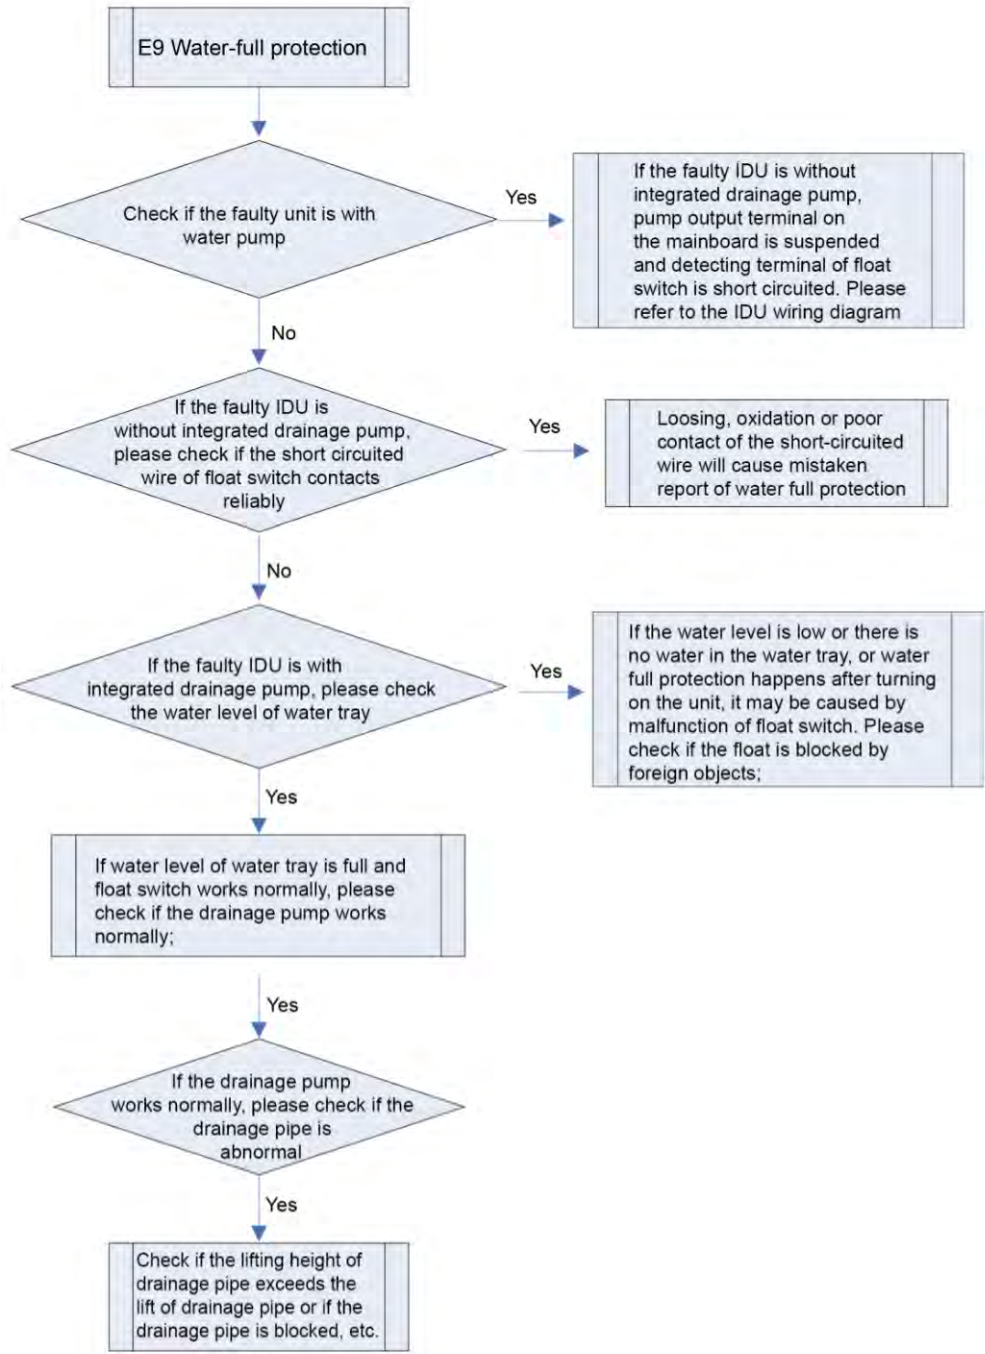 E9 Water-full protection
Check if the faulty unit is with
water pump
Yes
If the faulty IDU is without
integrated drainage pump,
pump output terminal on
the mainboard is suspended
and detecting terminal of float
switch is short circuited. Please
refer to the IDU wiring diagram
No
If the faulty IDU is
without integrated drainage pump,
please check if the short circuited
wire of float switch contacts
reliably
Yes
Loosing, oxidation or poor
contact of the short-circuited
wire will cause mistaken
report of water full protection
No
If the faulty IDU is with
integrated drainage pump, please check
the water level of water tray
Yes
If the water level is low or there is
no water in the water tray, or water
full protection happens after turning
on the unit, it may be caused by
malfunction of float switch. Please
check if the float is blocked by
foreign objects;
Yes
If water level of water tray is full and
float switch works normally, please
check if the drainage pump works
normally;
Yes
If the drainage pump
works normally, please check if the
drainage pipe is
abnormal
Yes
Check if the lifting height of
drainage pipe exceeds the
lift of drainage pipe or if the
drainage pipe is blocked, etc.